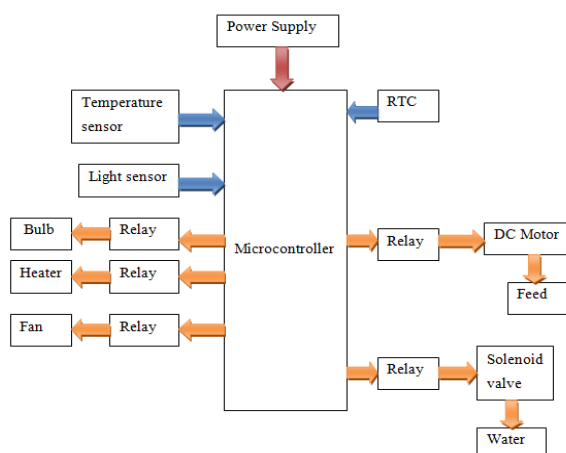 Power Supply
Temperature
sensor
RTC
Light sensor
Bulb
Relay
Microcontroller
Relay
DC Motor
Heater
Relay
Feed
Fan
Relay
Relay
Solenoid
valve
Water